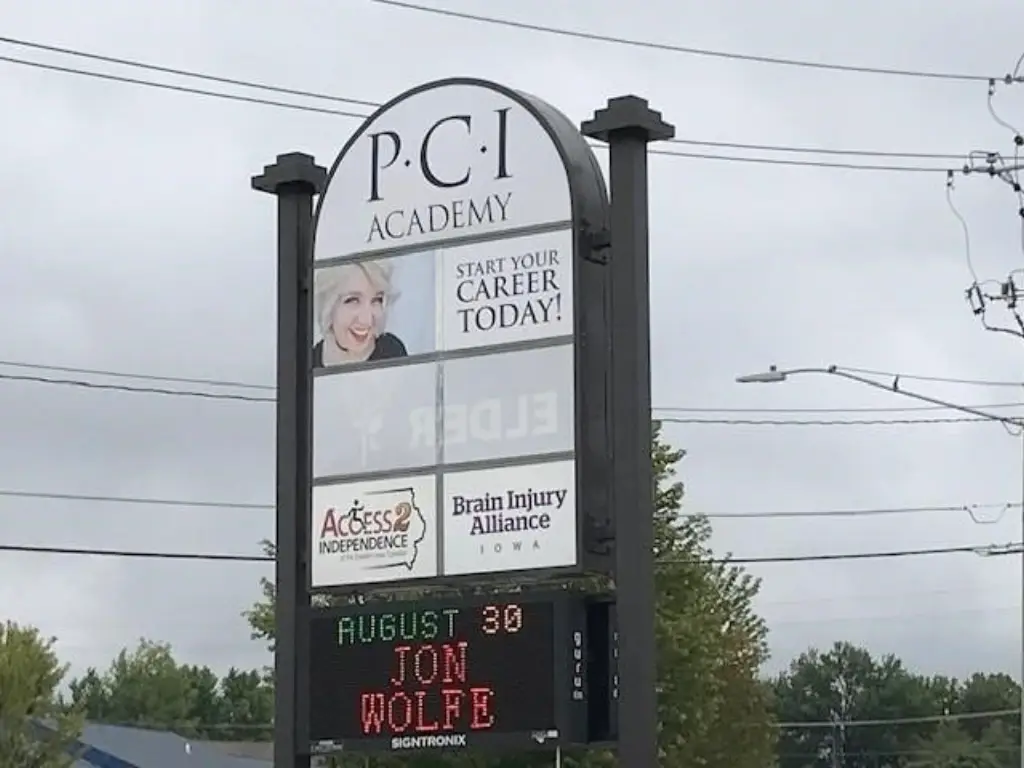 P·C·I
ACADEMY
START YOUR
CAREER
TODAY!
ELDER
ACCESS2
INDEPENDENCE
Brain Injury
Alliance
IOWA
AUGUST 30
JON
WOLFE
SIGNTRONIX